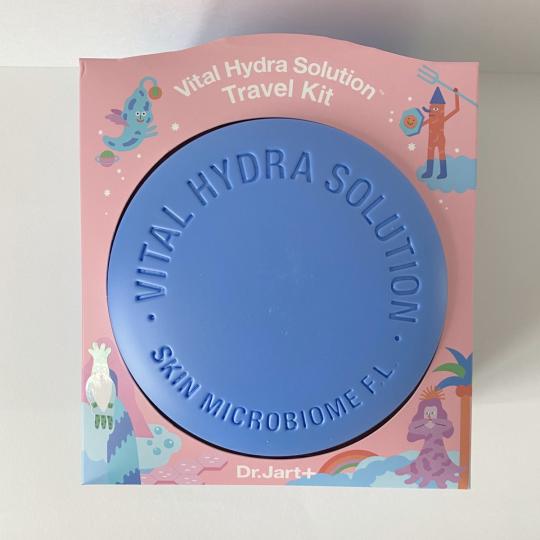 Vital Hydra Solution™
Travel Kit
• VITAL HYDRA SOLUTION •
SKIN MICROBIOME F.L.
Dr.Jart+